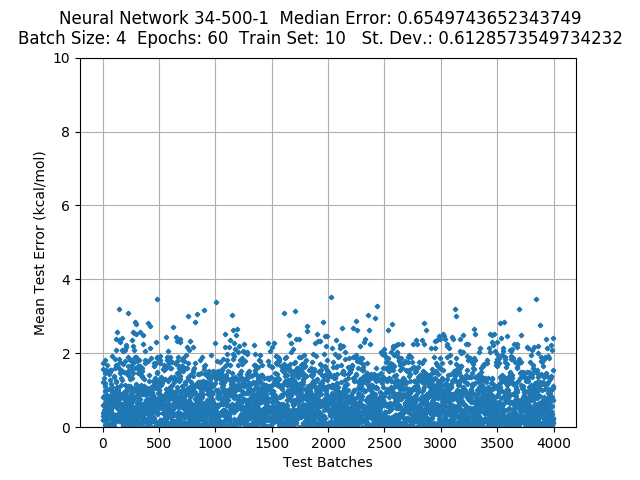 Neural Network 34-500-1  Median Error: 0.6549743652343749
Batch Size: 4  Epochs: 60  Train Set: 10   St. Dev.: 0.6128573549734232
10
8
6
4
2
0
Mean Test Error (kcal/mol)
0 500 1000 1500 2000 2500 3000 3500 4000
Test Batches